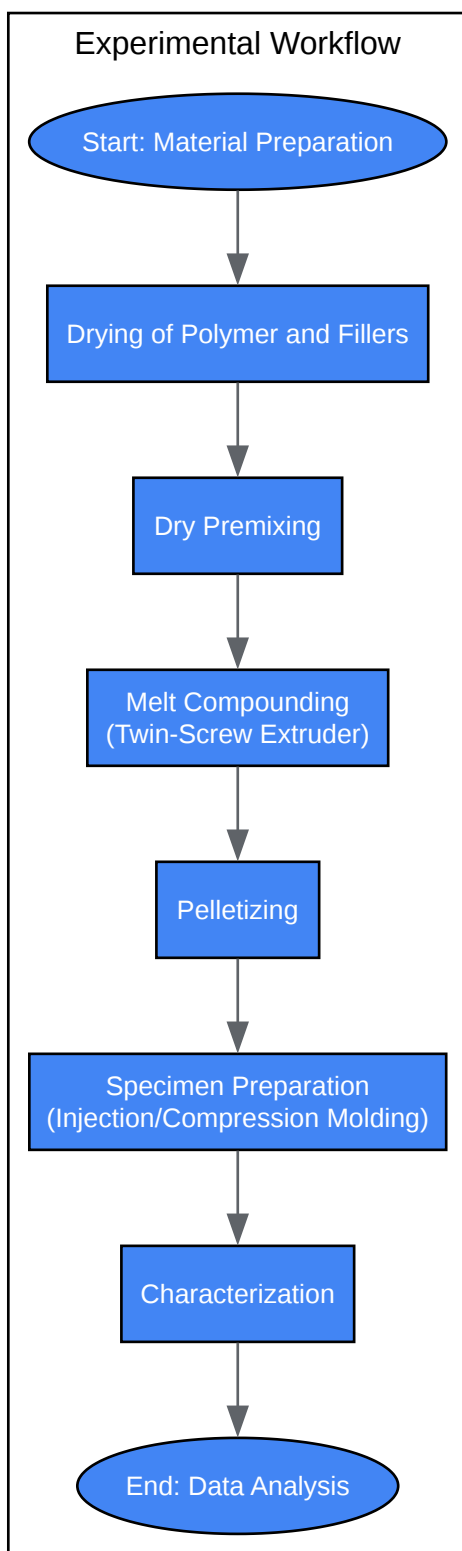 Experimental Workflow
Start: Material Preparation
Drying of Polymer and Fillers
Dry Premixing
Melt Compounding
(Twin-Screw Extruder)
Pelletizing
Specimen Preparation
(Injection/Compression Molding)
Characterization
End: Data Analysis